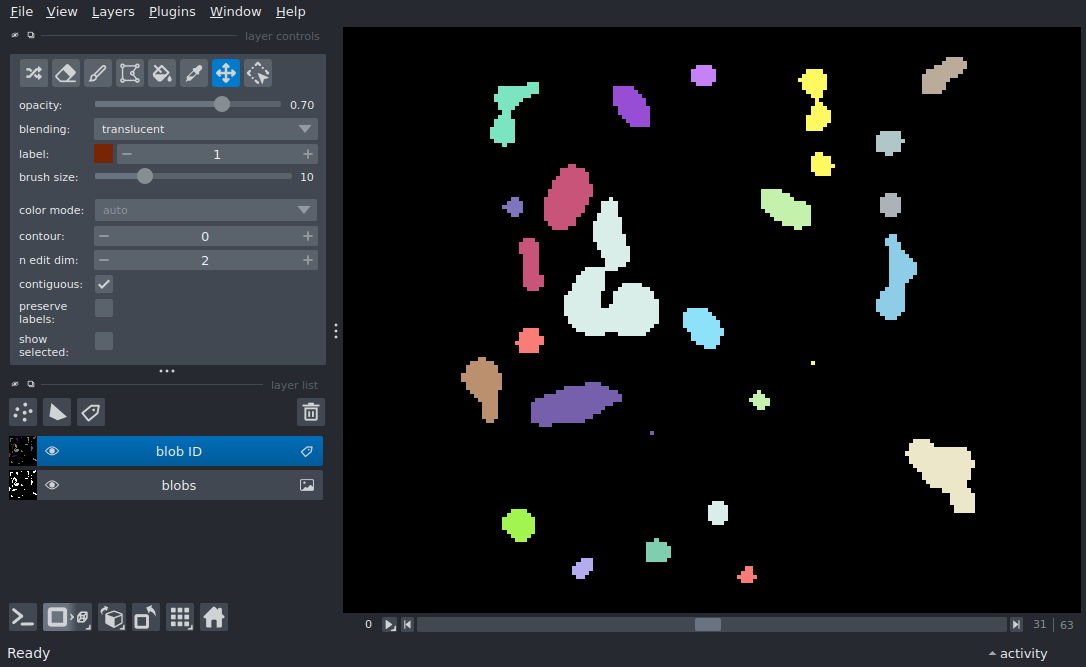 File View Layers Plugins Window Help
layer controls
opacity: 0.70
blending: translucent
label: 1
brush size: 10
color mode: auto
contour: 0
n edit dim: 2
contiguous:
preserve
labels:
show
selected:
layer list
blob ID
blobs
0 31 63
Ready activity